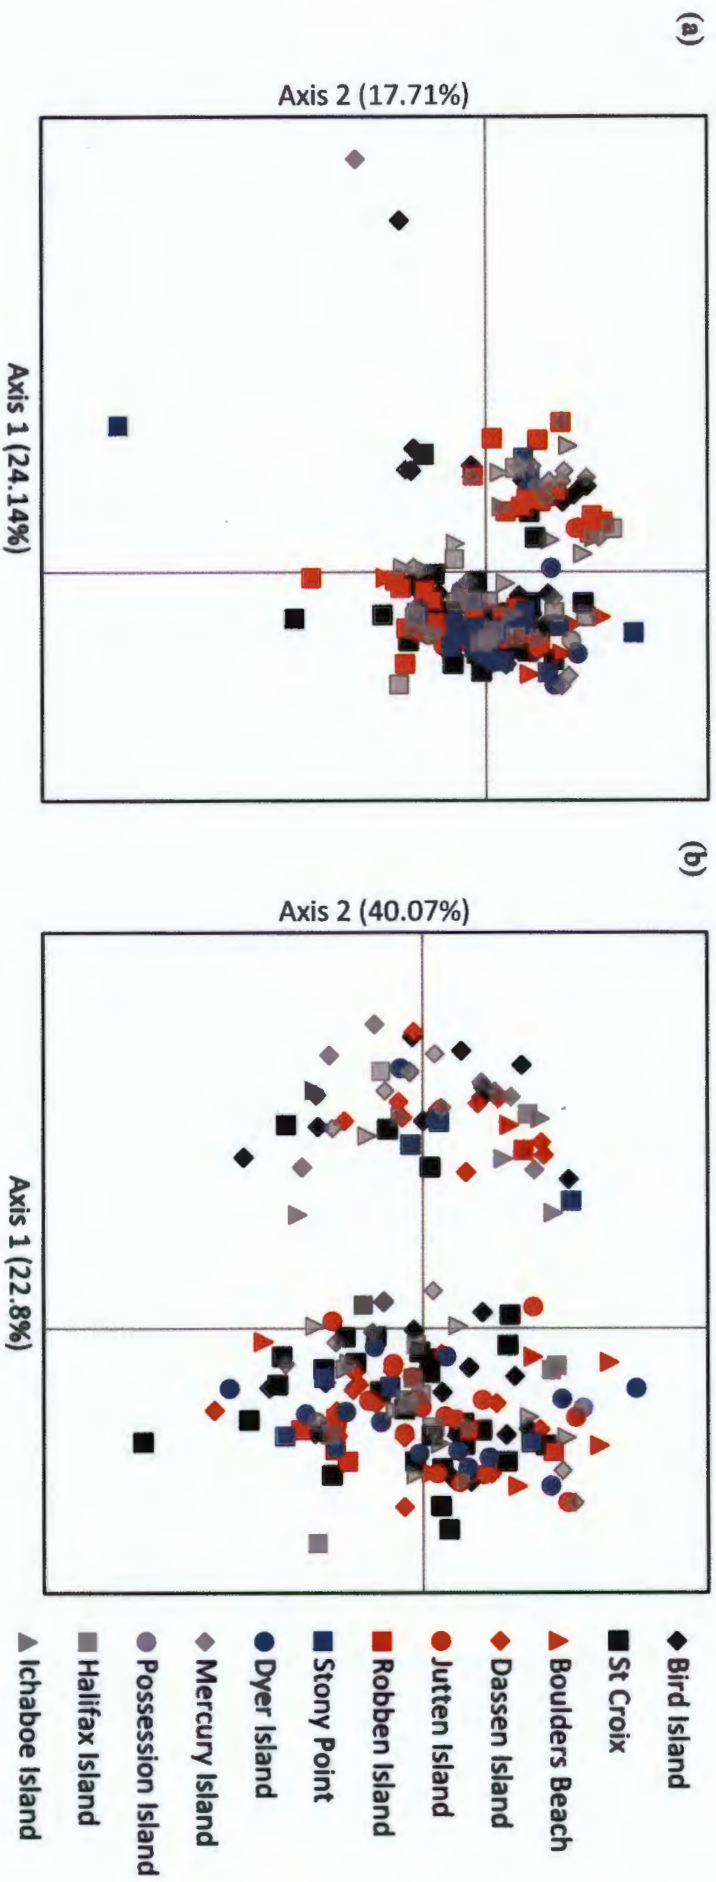 (a)
Axis 2 (17.71%)
Axis 1 (24.14%)
(b)
Axis 2 (40.07%)
Axis 1 (22.8%)
Bird Island
St Croix
Boulders Beach
Dassen Island
Jutten Island
Robben Island
Stony Point
Dyer Island
Mercury Island
Possession Island
Halifax Island
Ichaboe Island